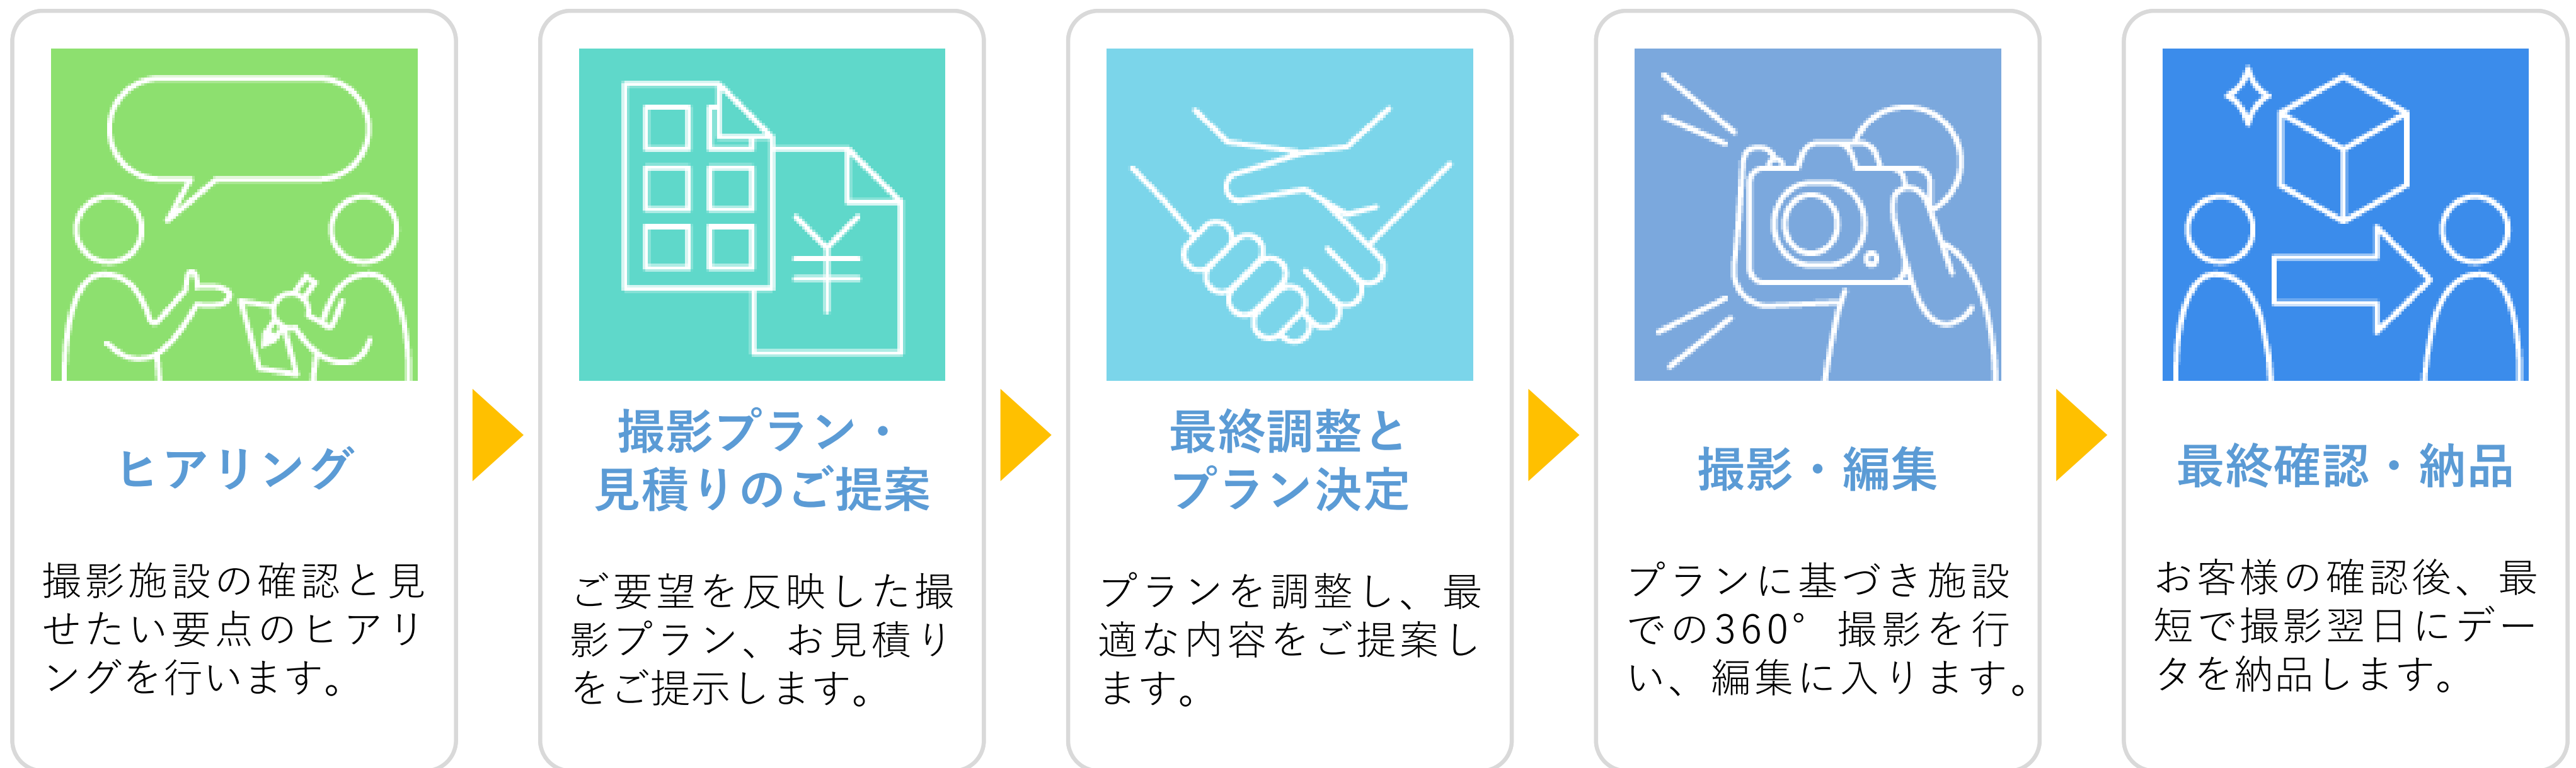 ヒアリング
撮影施設の確認と見
せたい要点のヒアリ
ングを行います。
撮影プラン・
見積りのご提案
ご要望を反映した撮
影プラン、お見積り
をご提示します。
最終調整と
プラン決定
プランを調整し、最
適な内容をご提案し
ます。
撮影・編集
プランに基づき施設
での360°撮影を行
い、編集に入ります。
最終確認・納品
お客様の確認後、最
短で撮影翌日にデー
タを納品します。